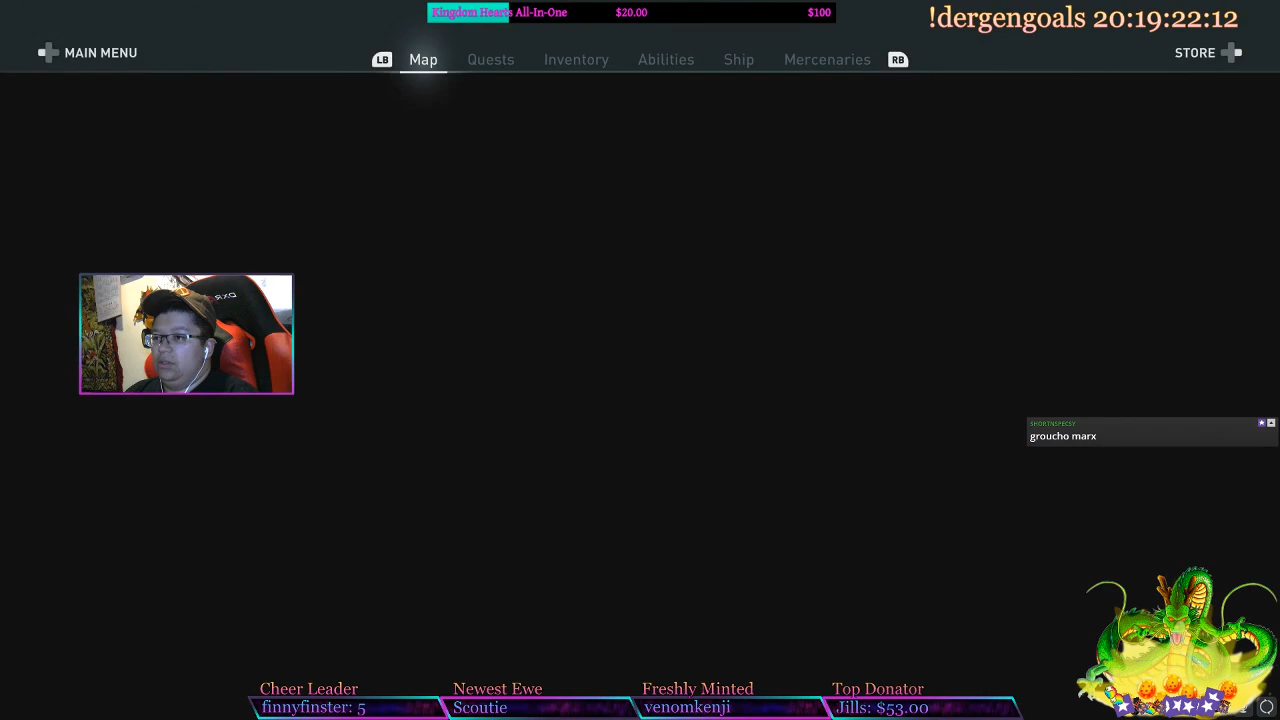 Kingdom Hearts All-In-One $20.00 $100
!dergengoals 20:19:22:12
MAIN MENU
LB Map Quests Inventory Abilities Ship Mercenaries RB
STORE
DXR
SHORTNSPECSY
groucho marx
Cheer Leader
finnyfinster: 5
Newest Ewe
Scoutie
Freshly Minted
venomkenji
Top Donator
Jills: $53.00